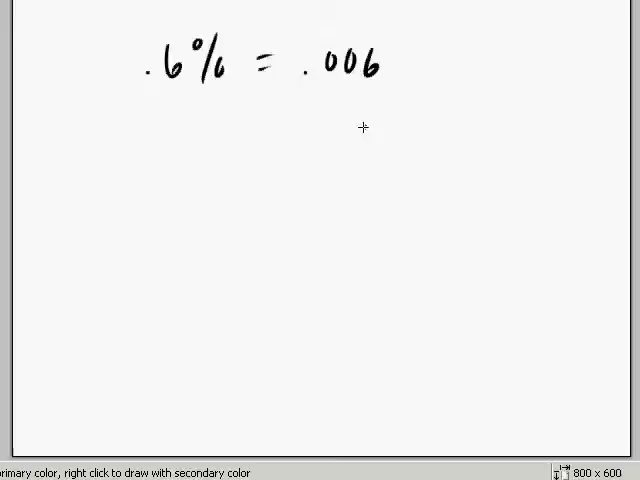 .6% = .006
primary color, right click to draw with secondary color
800 x 600